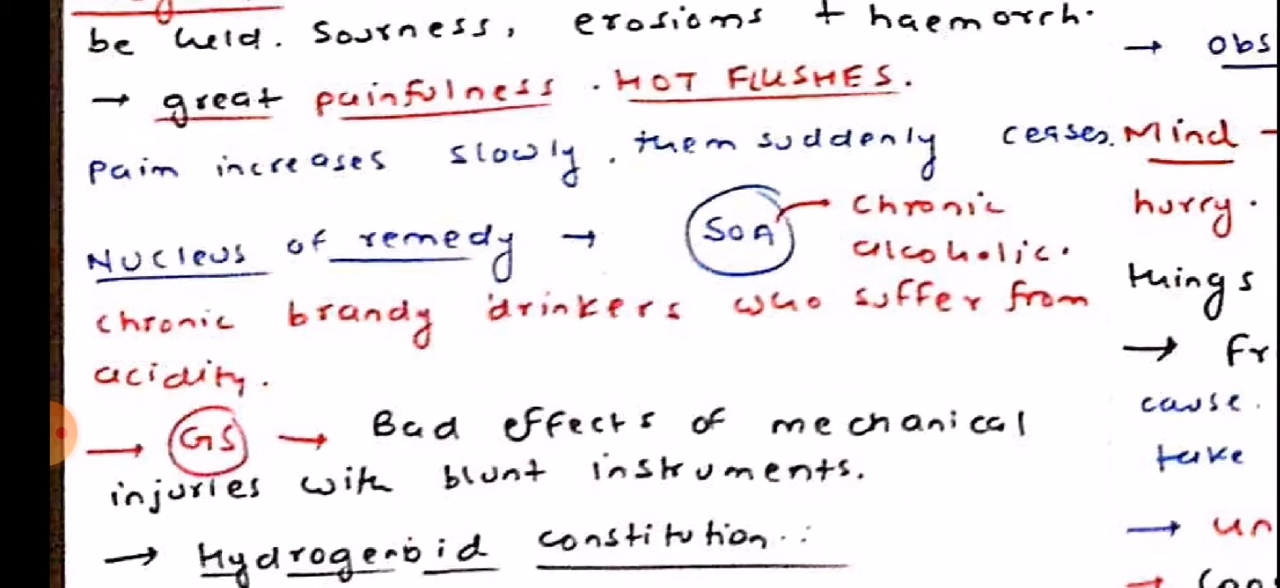 be held. Sourness, erosions + haemorrh.
→ great painfulness. HOT FLUSHES.
pain increases slowly, then suddenly ceases.
Nucleus of remedy → SOA → chronic
alcoholic.
chronic brandy drinkers who suffer from
acidity.
→ GS → Bad effects of mechanical
injuries with blunt instruments.
→ Hydrogenoid constitution.
→ obs
Mind -
hurry.
things
→ Fr
cause.
take
→ un